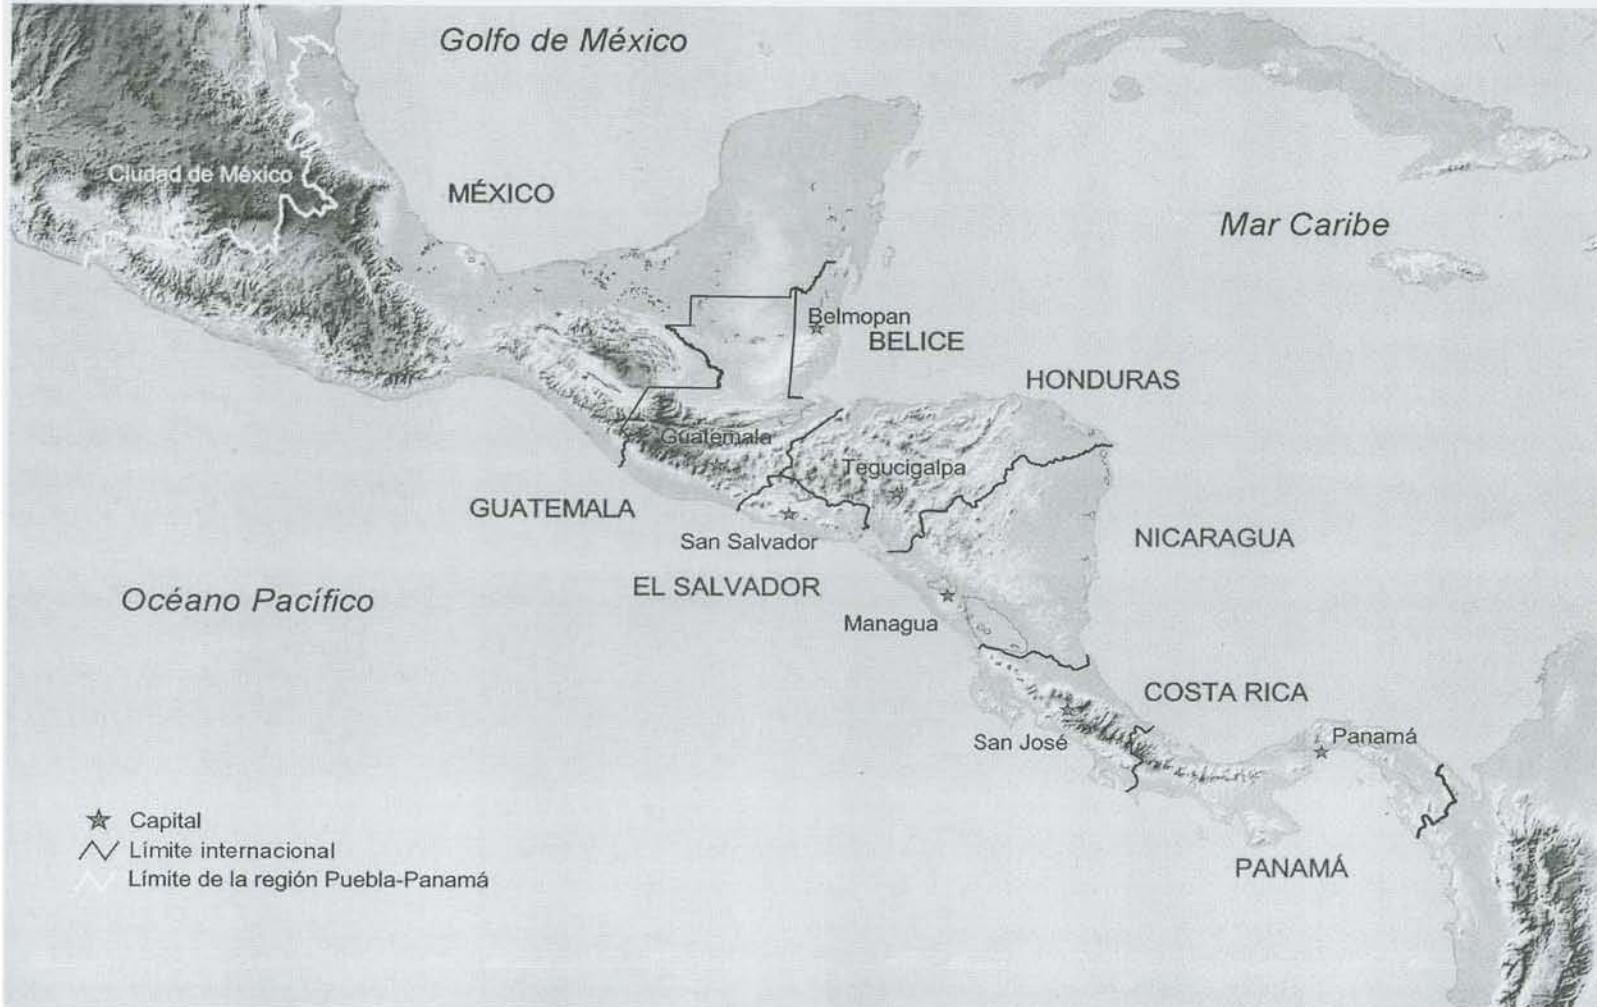 Golfo de México
Ciudad de México
MÉXICO
Mar Caribe
Belmopan
BELICE
HONDURAS
Guatemala
Tegucigalpa
GUATEMALA
San Salvador
NICARAGUA
EL SALVADOR
Océano Pacífico
Managua
COSTA RICA
San José
Panamá
Capital
Límite internacional
Límite de la región Puebla-Panamá
PANAMÁ